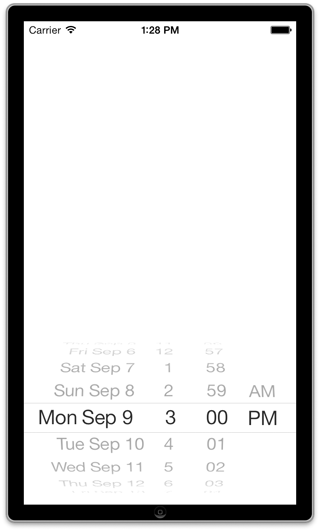 Carrier 1:28 PM
Fri Sep 6 12 57
Sat Sep 7 1 58
Sun Sep 8 2 59 AM
Mon Sep 9 3 00 PM
Tue Sep 10 4 01
Wed Sep 11 5 02
Thu Sep 12 6 03